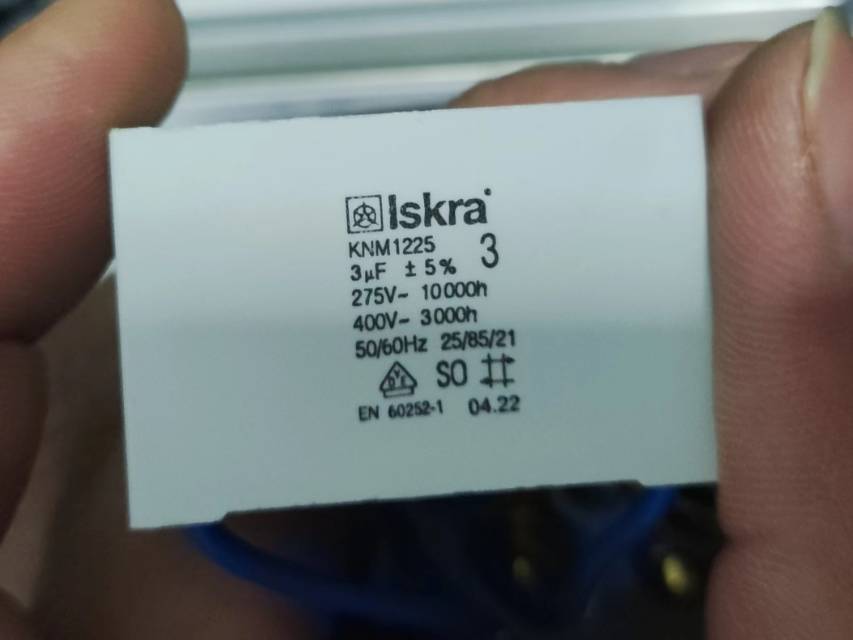 Iskra
KNM1225 3
3µF ± 5%
275V~ 10000h
400V~ 3000h
50/60Hz 25/85/21
VDE SO
EN 60252-1 04.22